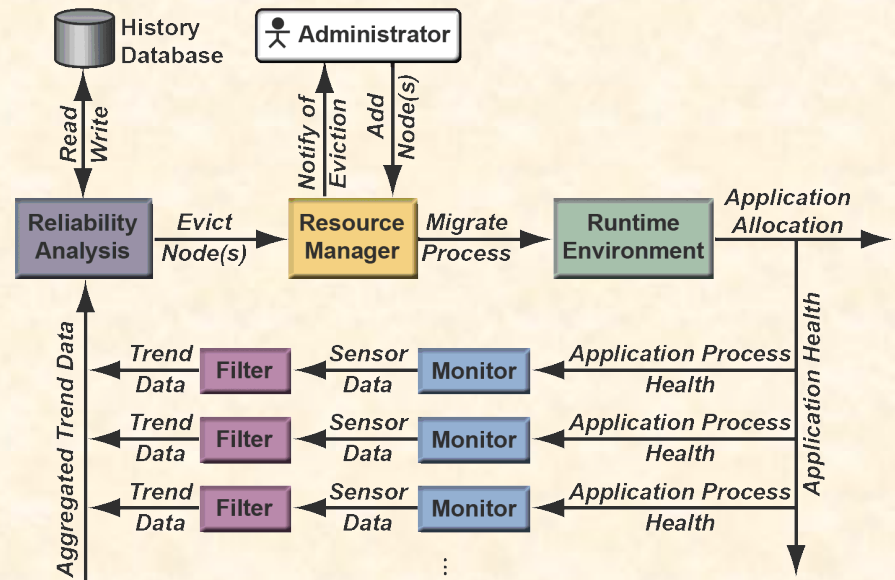 History
Database
Administrator
Read
Write
Notify of
Eviction
Add
Node(s)
Reliability
Analysis
Evict
Node(s)
Resource
Manager
Migrate
Process
Runtime
Environment
Application
Allocation
Aggregated Trend Data
Application Health
Trend
Data
Filter
Sensor
Data
Monitor
Application Process
Health
Trend
Data
Filter
Sensor
Data
Monitor
Application Process
Health
Trend
Data
Filter
Sensor
Data
Monitor
Application Process
Health
...